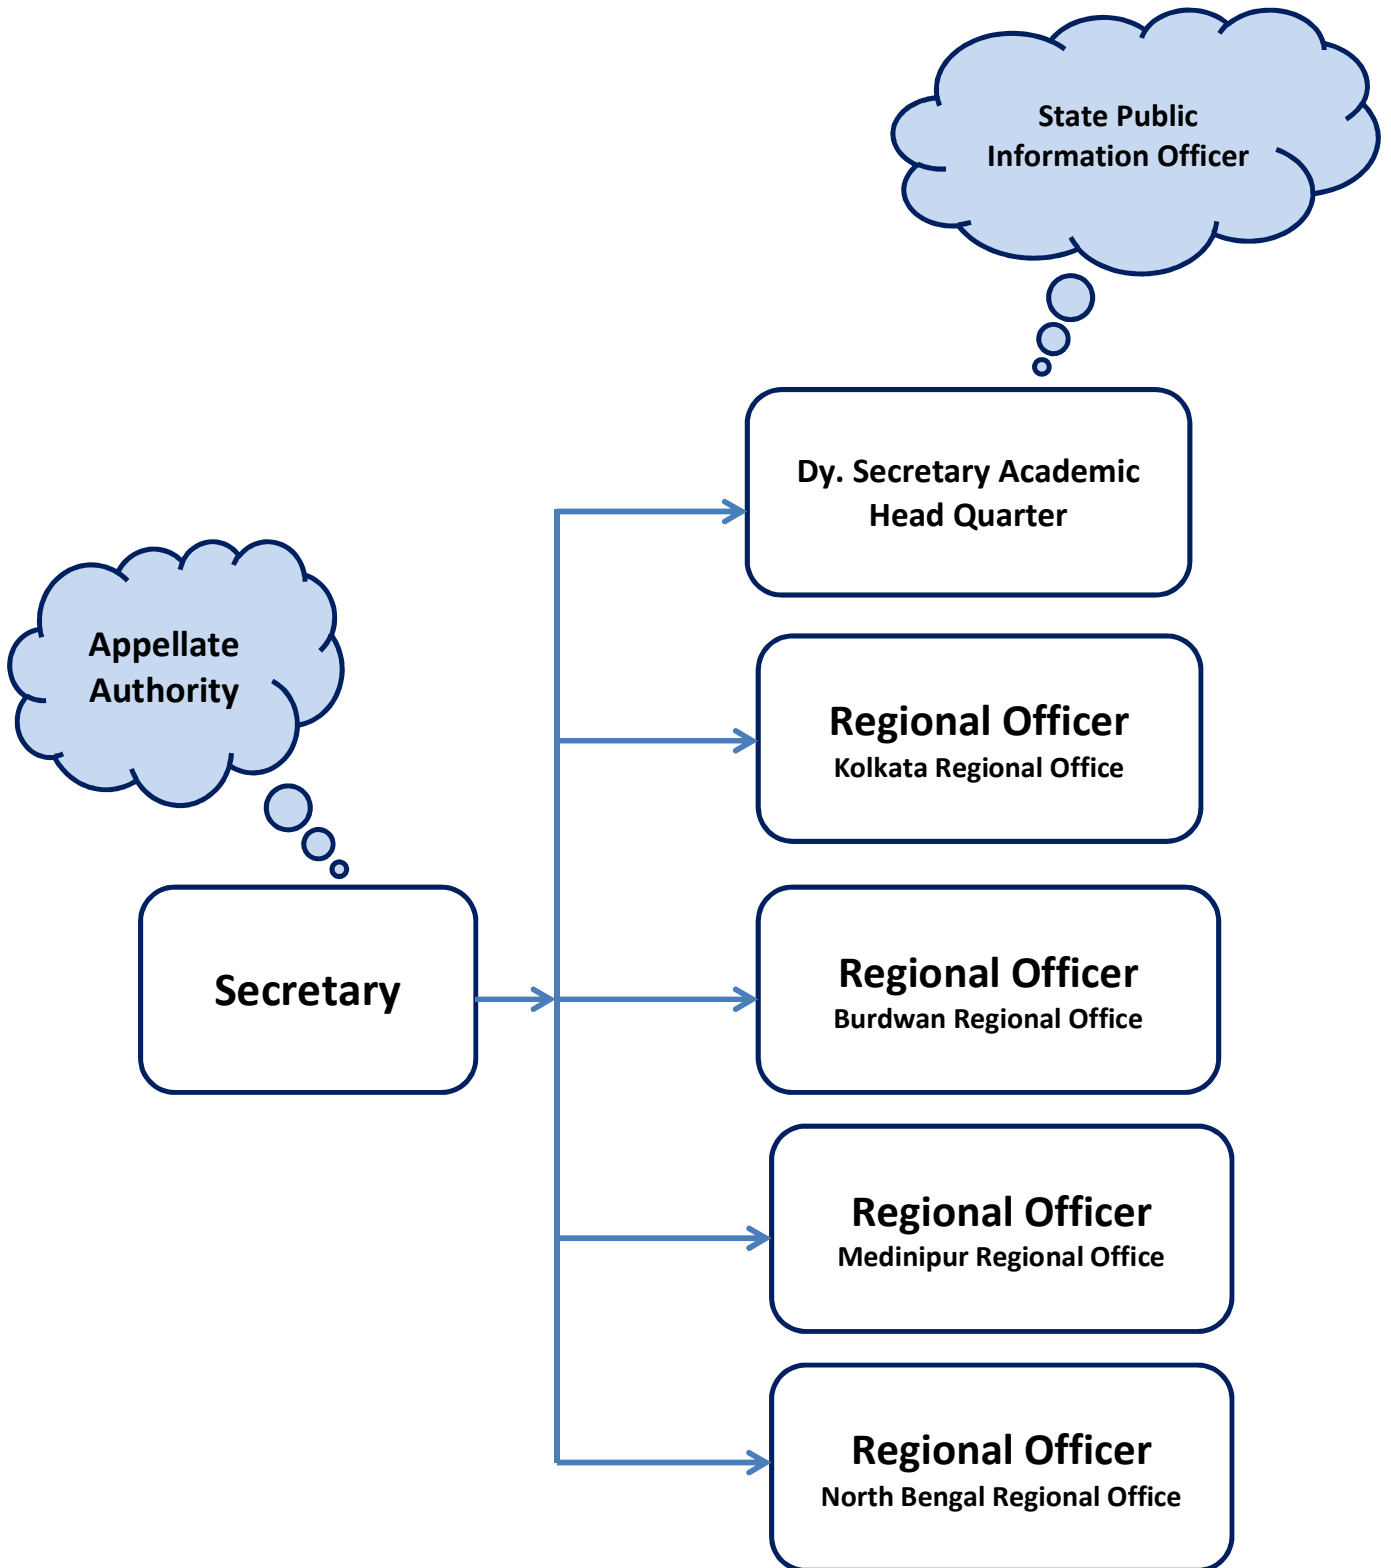 State Public
Information Officer
Dy. Secretary Academic
Head Quarter
Appellate
Authority
Regional Officer
Kolkata Regional Office
Secretary
Regional Officer
Burdwan Regional Office
Regional Officer
Medinipur Regional Office
Regional Officer
North Bengal Regional Office